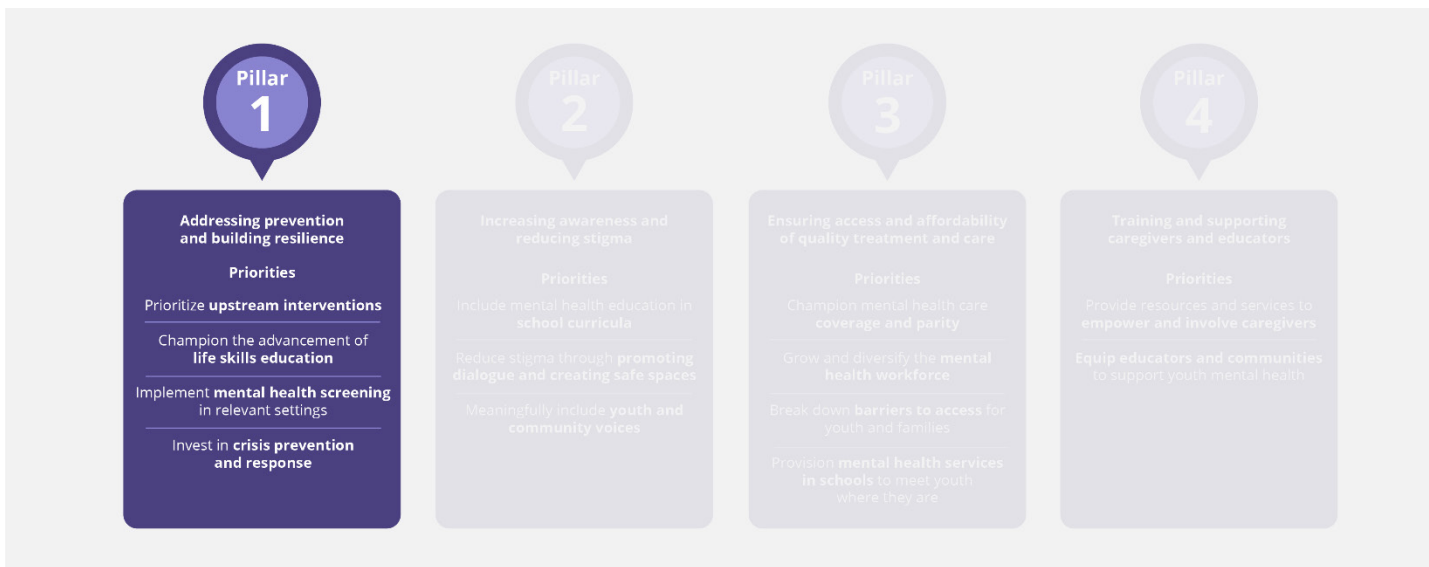 Pillar
1
Addressing prevention
and building resilience
Priorities
Prioritize upstream interventions
Champion the advancement of
life skills education
Implement mental health screening
in relevant settings
Invest in crisis prevention
and response
Pillar
2
Increasing awareness and
reducing stigma
Priorities
Include mental health education in
school curricula
Reduce stigma through promoting
dialogue and creating safe spaces
Meaningfully include youth and
community voices
Pillar
3
Ensuring access and affordability
of quality treatment and care
Priorities
Champion mental health care
coverage and parity
Grow and diversify the mental
health workforce
Break down barriers to access for
youth and families
Provision mental health services
in schools to meet youth
where they are
Pillar
4
Training and supporting
caregivers and educators
Priorities
Provide resources and services to
empower and involve caregivers
Equip educators and communities
to support youth mental health